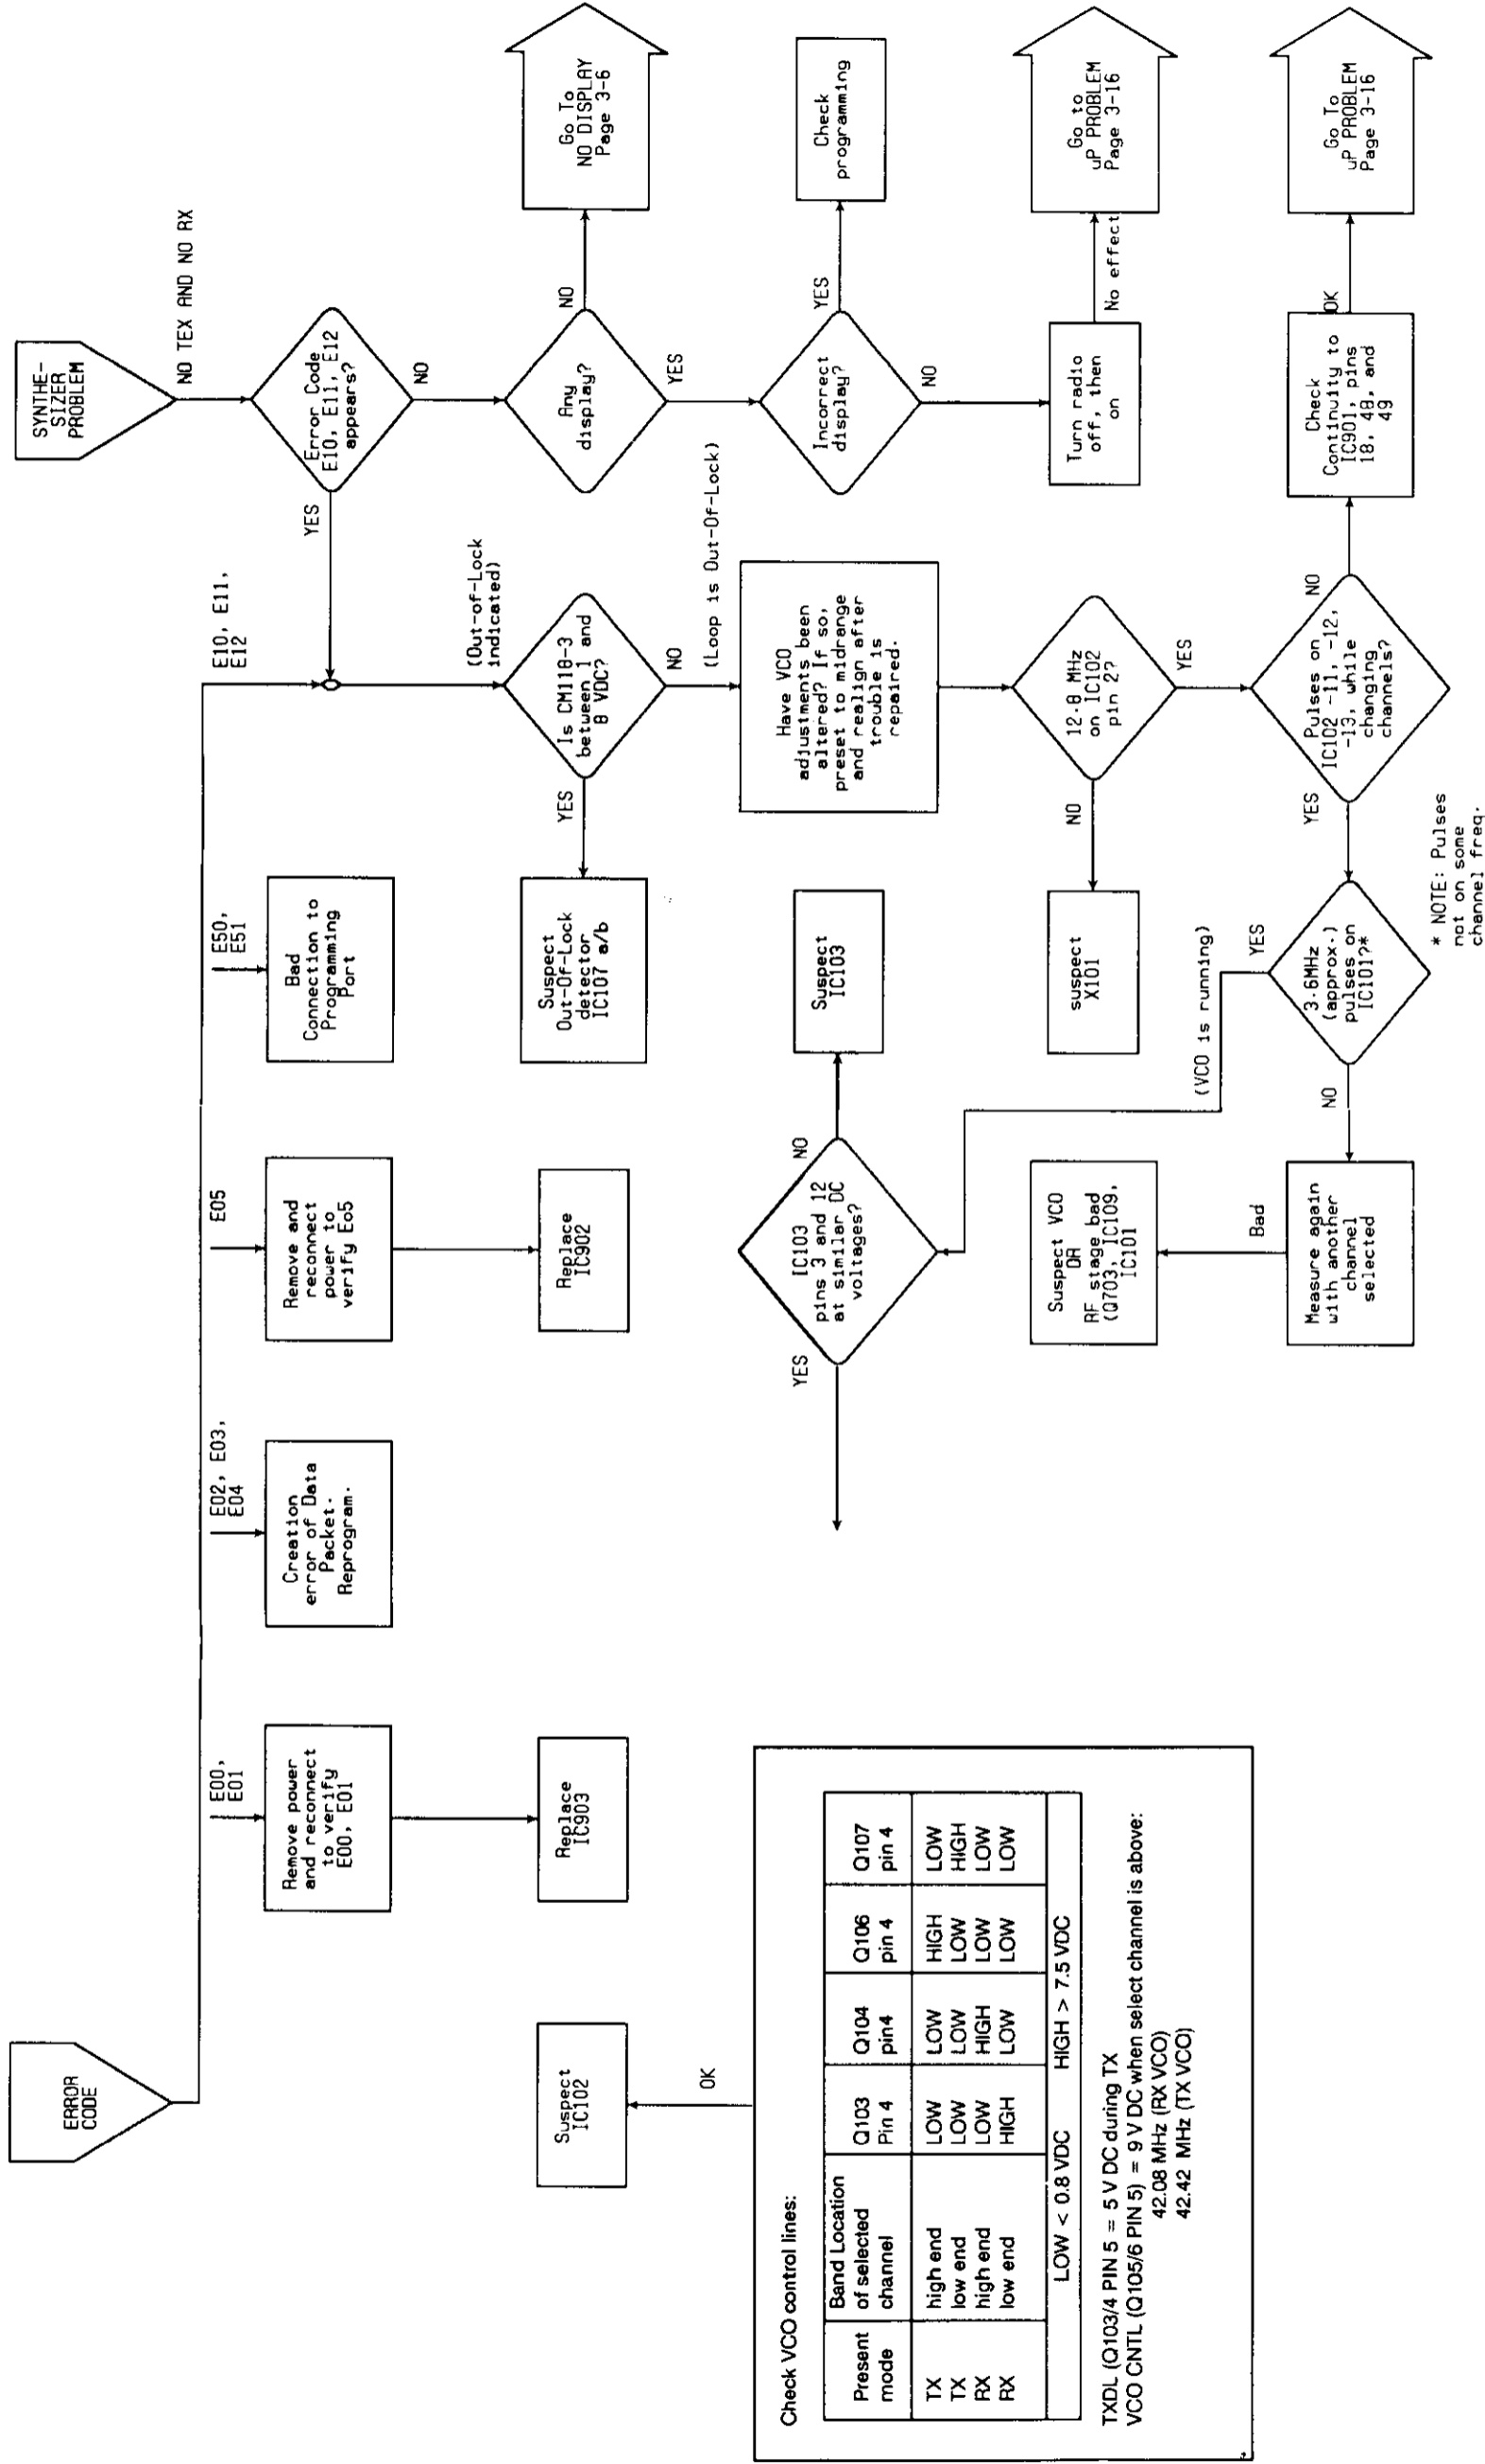 SYNTHE-
SIZER
PROBLEM
NO TEX AND NO RX
Error Code
E10, E11, E12
appears?
YES
NO
Any
display?
NO
Go To
NO DISPLAY
Page 3-6
YES
Incorrect
display?
YES
Check
programming
NO
Turn radio
off, then
on
No effect
Go to
uP PROBLEM
Page 3-16
ERROR
CODE
E00,
E01
Remove power
and reconnect
to verify
E00, E01
Replace
IC903
E02, E03,
E04
Creation
error of Data
Packet.
Reprogram.
E05
Remove and
reconnect
power to
verify Eo5
Replace
IC902
E50,
E51
Bad
Connection to
Programming
Port
E10, E11,
E12
(Out-of-Lock
indicated)
Is CM118-3
between 1 and
8 VDC?
YES
Suspect
Out-Of-Lock
detector
IC107 a/b
NO
(Loop is Out-Of-Lock)
Have VCO
adjustments been
altered? If so,
preset to midrange
and realign after
trouble is
repaired.
12.8 MHz
on IC102
pin 2?
NO
suspect
X101
YES
Pulses on
IC102 -11, -12,
-13, while
changing
channels?
NO
Check
Continuity to
IC901, pins
18, 48, and
49
OK
Go To
uP PROBLEM
Page 3-16
YES
3.6MHz
(approx.)
pulses on
IC101?*
* NOTE: Pulses
not on some
channel freq.
NO
Measure again
with another
channel
selected
Bad
Suspect VCO
OR
RF stage bad
(Q703, IC109,
IC101
YES
(VCO is running)
IC103
pins 3 and 12
at similar DC
voltages?
NO
Suspect
IC103
YES
Suspect
IC102
OK
Check VCO control lines:
Present mode Band Location of selected channel Q103 Pin 4 Q104 pin4 Q106 pin 4 Q107 pin 4
TX high end LOW LOW HIGH LOW
TX low end LOW LOW LOW HIGH
RX high end LOW HIGH LOW LOW
RX low end HIGH LOW LOW LOW
LOW < 0.8 VDC HIGH > 7.5 VDC
TXDL (Q103/4 PIN 5 = 5 V DC during TX
VCO CNTL (Q105/6 PIN 5) = 9 V DC when select channel is above:
42.08 MHz (RX VCO)
42.42 MHz (TX VCO)